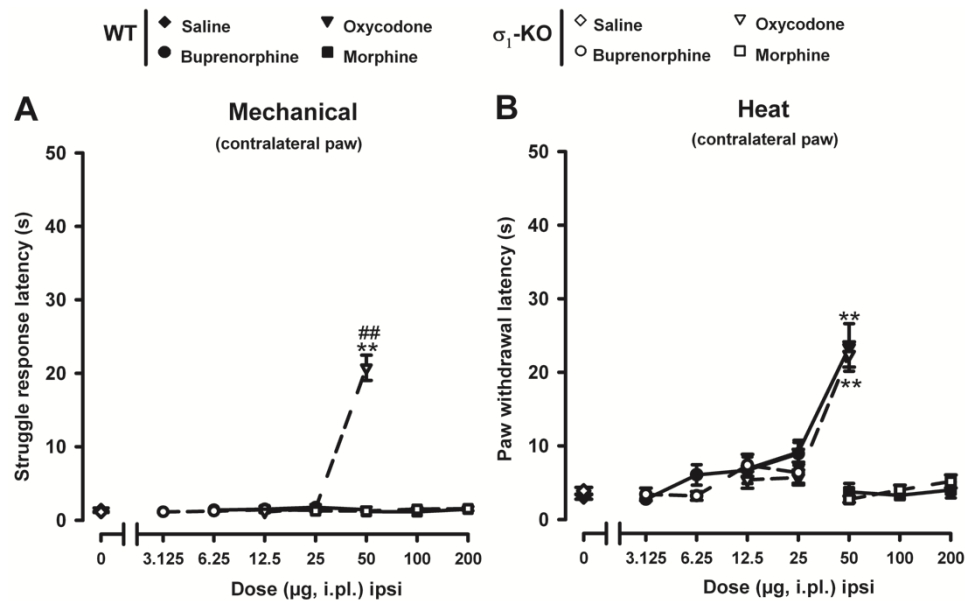 WT
Saline
Oxycodone
Buprenorphine
Morphine
σ1-KO
Saline
Oxycodone
Buprenorphine
Morphine
A
Mechanical
(contralateral paw)
Struggle response latency (s)
50
40
30
20
10
0
##
**
0
3.125
6.25
12.5
25
50
100
200
Dose (µg, i.pl.) ipsi
B
Heat
(contralateral paw)
Paw withdrawal latency (s)
50
40
30
20
10
0
**
**
0
3.125
6.25
12.5
25
50
100
200
Dose (µg, i.pl.) ipsi